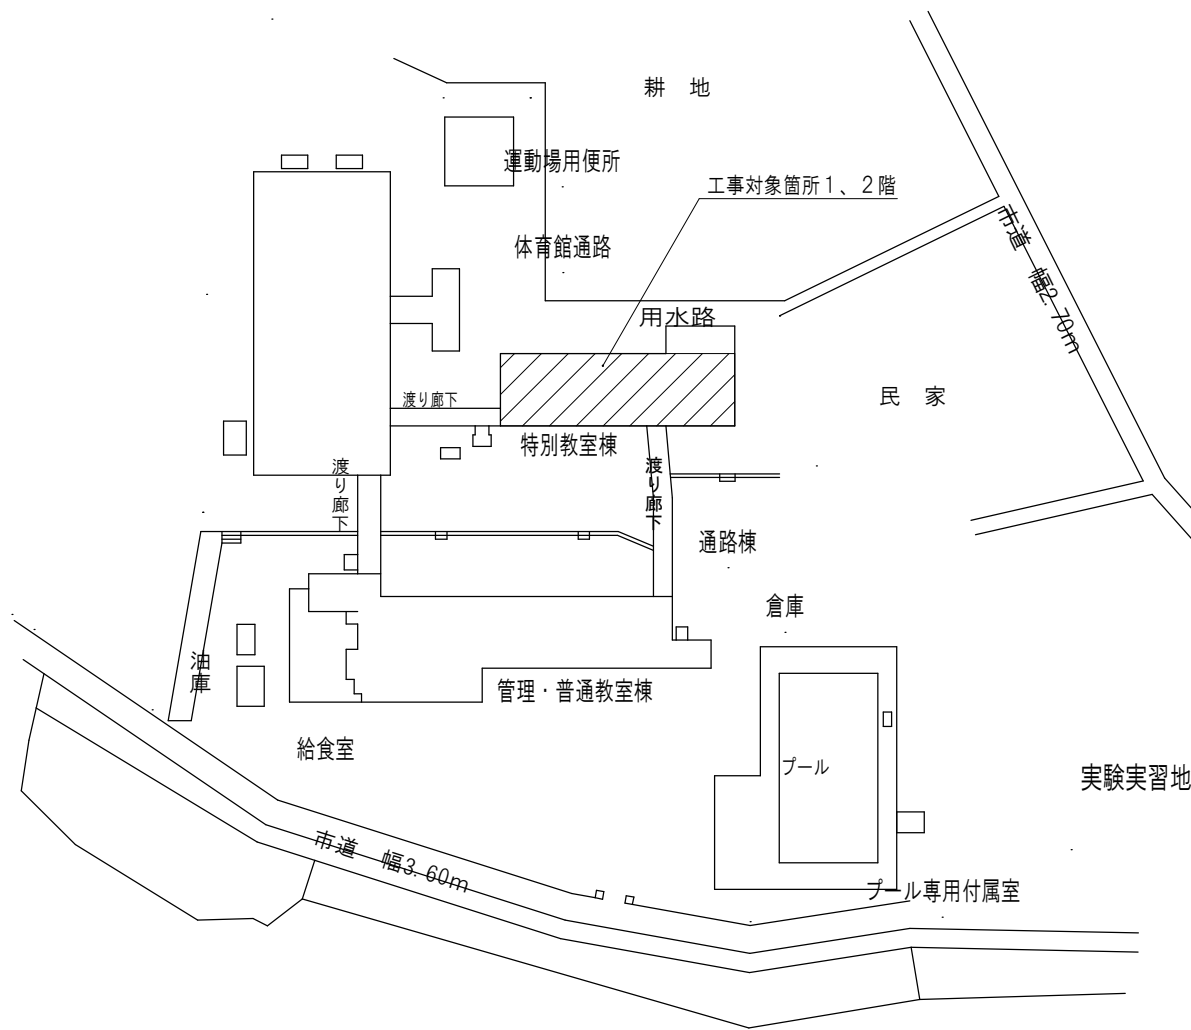 耕　地
運動場用便所
工事対象箇所１、２階
市道　幅2.70m
体育館通路
用水路
民　家
渡り廊下
特別教室棟
渡り廊下
渡り廊下
通路棟
倉庫
油庫
管理・普通教室棟
給食室
プール
実験実習地
市道　幅3.60m
プール専用付属室